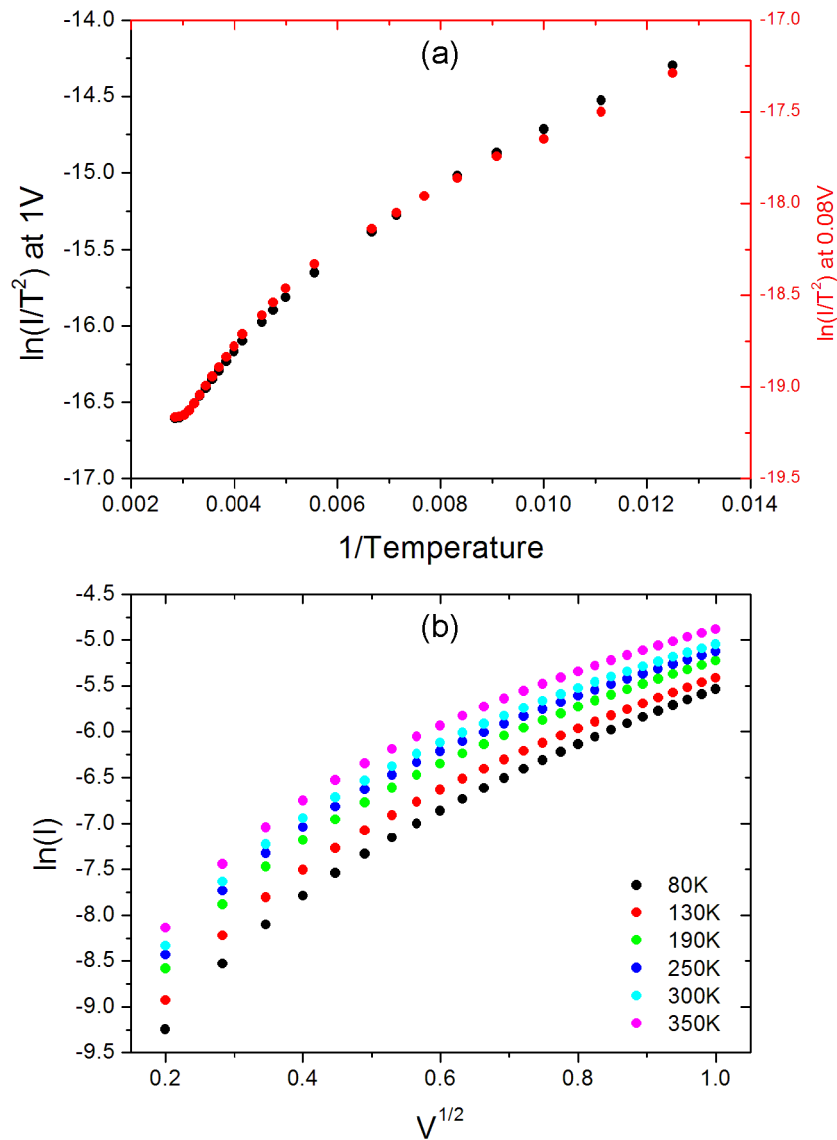 (a)
ln(I/T²) at 1V
-14.0
-14.5
-15.0
-15.5
-16.0
-16.5
-17.0
-17.0
-17.5
-18.0
-18.5
-19.0
-19.5
ln(I/T²) at 0.08V
0.002 0.004 0.006 0.008 0.010 0.012 0.014
1/Temperature
(b)
ln(I)
-4.5
-5.0
-5.5
-6.0
-6.5
-7.0
-7.5
-8.0
-8.5
-9.0
-9.5
80K
130K
190K
250K
300K
350K
0.2 0.4 0.6 0.8 1.0
V^1/2